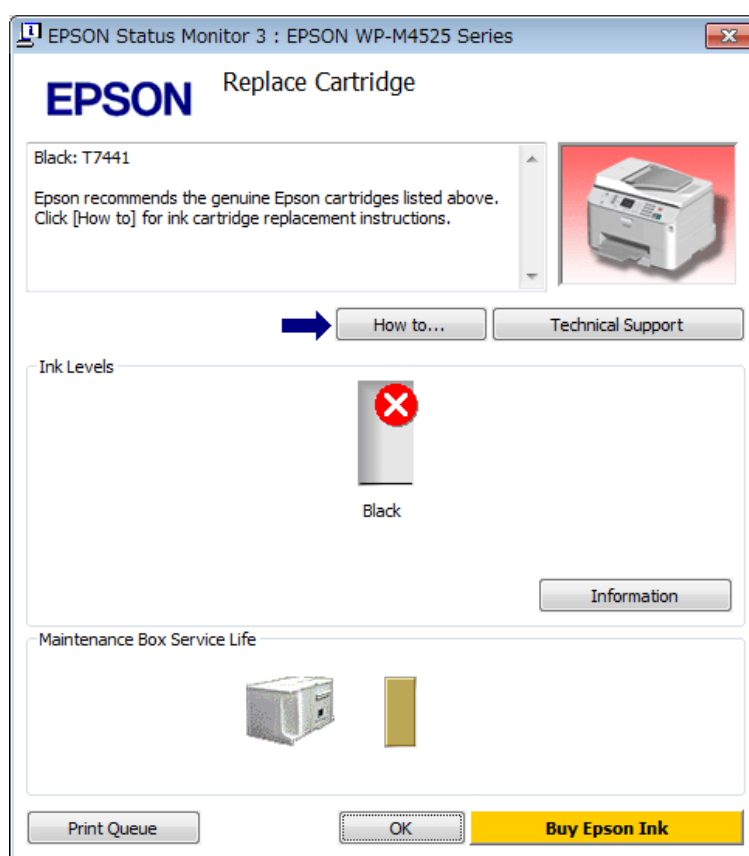 EPSON Status Monitor 3 : EPSON WP-M4525 Series
EPSON
Replace Cartridge
Black: T7441
Epson recommends the genuine Epson cartridges listed above.
Click [How to] for ink cartridge replacement instructions.
How to...
Technical Support
Ink Levels
Black
Information
Maintenance Box Service Life
Print Queue
OK
Buy Epson Ink